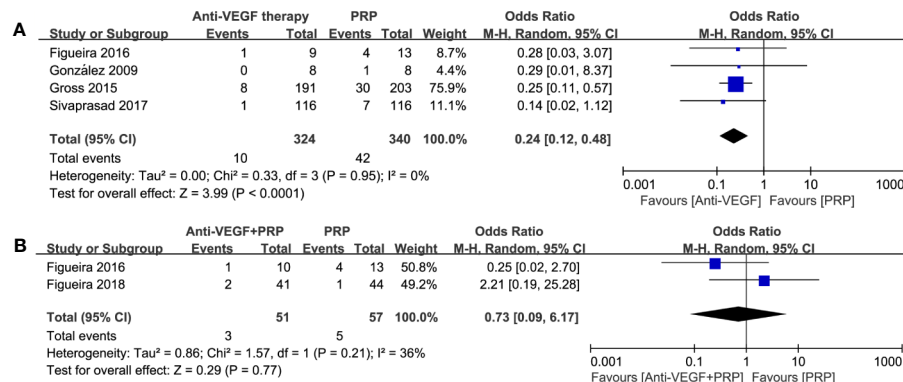 A
Anti-VEGF therapy PRP Odds Ratio Odds Ratio
Study or Subgroup Events Total Events Total Weight M-H, Random, 95% CI M-H, Random, 95% CI
Figueira 2016 1 9 4 13 8.7% 0.28 [0.03, 3.07]
González 2009 0 8 1 8 4.4% 0.29 [0.01, 8.37]
Gross 2015 8 191 30 203 75.9% 0.25 [0.11, 0.57]
Sivaprasad 2017 1 116 7 116 11.1% 0.14 [0.02, 1.12]
Total (95% CI) 324 340 100.0% 0.24 [0.12, 0.48]
Total events 10 42
Heterogeneity: Tau² = 0.00; Chi² = 0.33, df = 3 (P = 0.95); I² = 0%
Test for overall effect: Z = 3.99 (P < 0.0001)
0.001 0.1 1 10 1000
Favours [Anti-VEGF] Favours [PRP]
B
Anti-VEGF+PRP PRP Odds Ratio Odds Ratio
Study or Subgroup Events Total Events Total Weight M-H, Random, 95% CI M-H, Random, 95% CI
Figueira 2016 1 10 4 13 50.8% 0.25 [0.02, 2.70]
Figueira 2018 2 41 1 44 49.2% 2.21 [0.19, 25.28]
Total (95% CI) 51 57 100.0% 0.73 [0.09, 6.17]
Total events 3 5
Heterogeneity: Tau² = 0.86; Chi² = 1.57, df = 1 (P = 0.21); I² = 36%
Test for overall effect: Z = 0.29 (P = 0.77)
0.001 0.1 1 10 1000
Favours [Anti-VEGF+PRP] Favours [PRP]